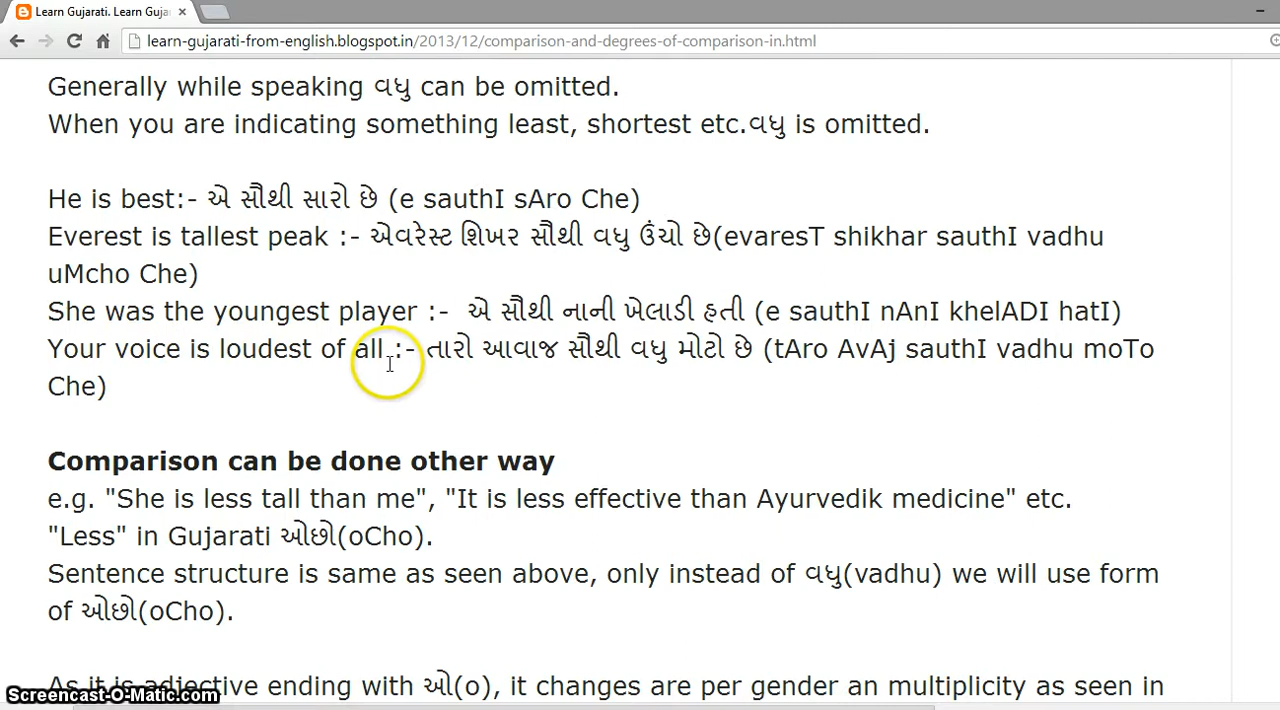 Learn Gujarati. Learn Guja
learn-gujarati-from-english.blogspot.in/2013/12/comparison-and-degrees-of-comparison-in.html
Generally while speaking વધુ can be omitted.
When you are indicating something least, shortest etc.વધુ is omitted.
He is best:- એ સૌથી સારો છે (e sauthI sAro Che)
Everest is tallest peak :- એવરેસ્ટ શિખર સૌથી વધુ ઉંચો છે(evaresT shikhar sauthI vadhu
uMcho Che)
She was the youngest player :- એ સૌથી નાની ખેલાડી હતી (e sauthI nAnI khelADI hatI)
Your voice is loudest of all :- તારો આવાજ સૌથી વધુ મોટો છે (tAro AvAj sauthI vadhu moTo
Che)
Comparison can be done other way
e.g. "She is less tall than me", "It is less effective than Ayurvedik medicine" etc.
"Less" in Gujarati ઓછો(oCho).
Sentence structure is same as seen above, only instead of વધુ(vadhu) we will use form
of ઓછો(oCho).
As it is adjective ending with ઓ(o), it changes are per gender an multiplicity as seen in
Screencast-O-Matic.com